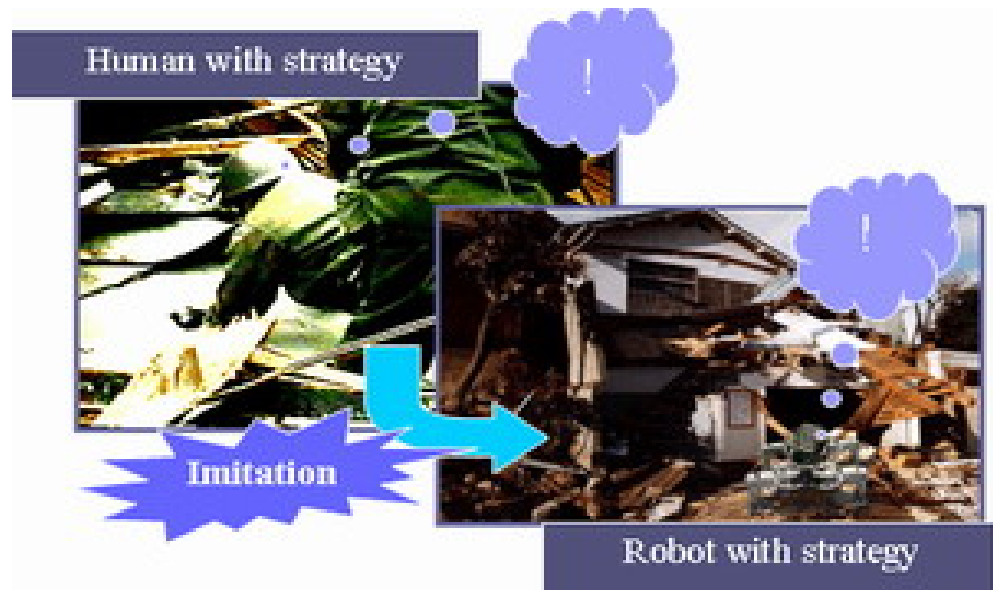 Human with strategy
!
!
Imitation
Robot with strategy